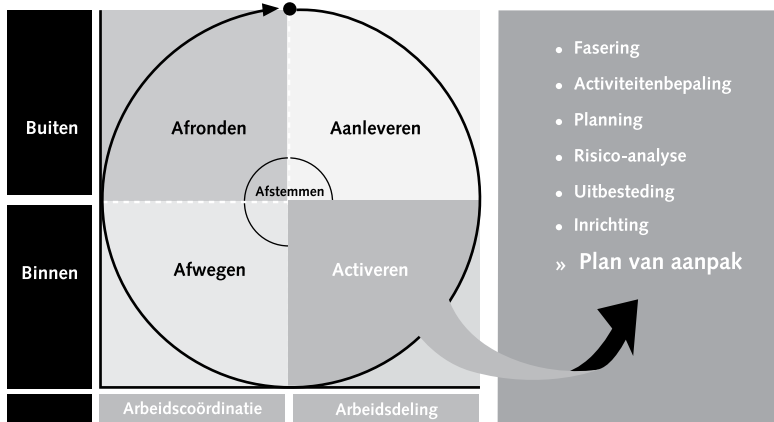 Buiten
Afronden
Aanleveren
Afstemmen
Binnen
Afwegen
Activeren
Arbeidscoördinatie
Arbeidsdeling
• Fasering
• Activiteitenbepaling
• Planning
• Risico-analyse
• Uitbesteding
• Inrichting
» Plan van aanpak